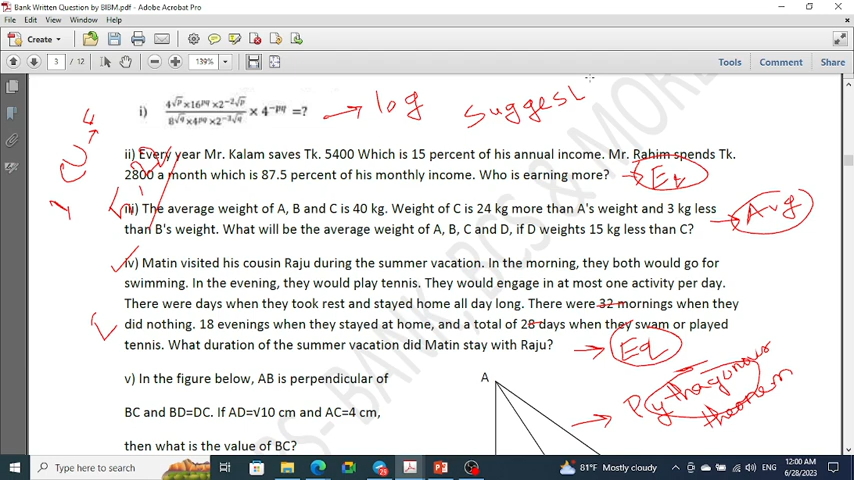 Bank Written Question by BIBM.pdf - Adobe Acrobat Pro
File Edit View Window Help
Create
3 / 12 139% Tools Comment Share
i) 4√p×16^pq×2^-2√p / 8√q×4^pq×2^-3√q × 4^-pq =? → log suggest
ii) Every year Mr. Kalam saves Tk. 5400 Which is 15 percent of his annual income. Mr. Rahim spends Tk.
2800 a month which is 87.5 percent of his monthly income. Who is earning more? → Eq
iii) The average weight of A, B and C is 40 kg. Weight of C is 24 kg more than A's weight and 3 kg less
than B's weight. What will be the average weight of A, B, C and D, if D weights 15 kg less than C? → Avg
iv) Matin visited his cousin Raju during the summer vacation. In the morning, they both would go for
swimming. In the evening, they would play tennis. They would engage in at most one activity per day.
There were days when they took rest and stayed home all day long. There were 32 mornings when they
did nothing. 18 evenings when they stayed at home, and a total of 28 days when they swam or played
tennis. What duration of the summer vacation did Matin stay with Raju? → Eq
v) In the figure below, AB is perpendicular of
BC and BD=DC. If AD=√10 cm and AC=4 cm,
then what is the value of BC?
A
→ theorem
BANK, BCS & MORE
Type here to search
81°F Mostly cloudy ENG
12:00 AM
6/28/2023